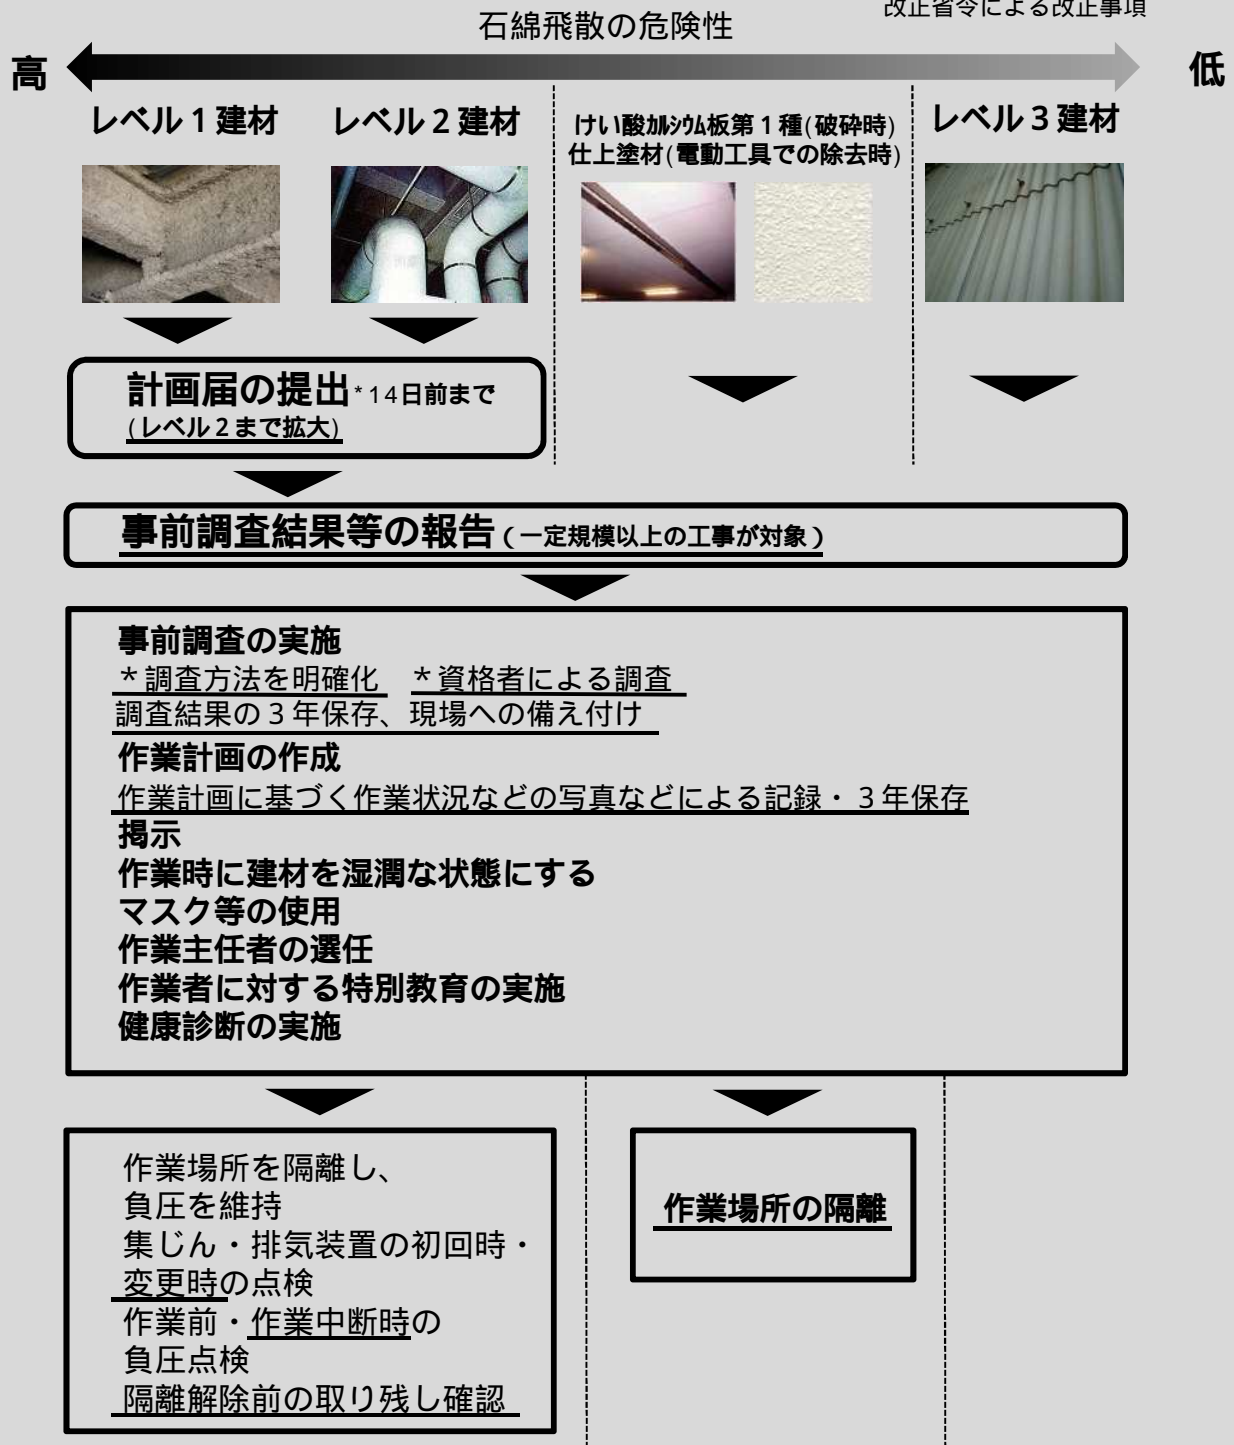 改正省令による改正事項
石綿飛散の危険性
高
低
レベル1建材
レベル2建材
けい酸カルシウム板第1種(破砕時)
仕上塗材(電動工具での除去時)
レベル3建材
計画届の提出*14日前まで
(レベル2まで拡大)
事前調査結果等の報告(一定規模以上の工事が対象)
事前調査の実施
*調査方法を明確化 *資格者による調査
調査結果の3年保存、現場への備え付け
作業計画の作成
作業計画に基づく作業状況などの写真などによる記録・3年保存
掲示
作業時に建材を湿潤な状態にする
マスク等の使用
作業主任者の選任
作業者に対する特別教育の実施
健康診断の実施
作業場所を隔離し、
負圧を維持
集じん・排気装置の初回時・
変更時の点検
作業前・作業中断時の
負圧点検
隔離解除前の取り残し確認
作業場所の隔離